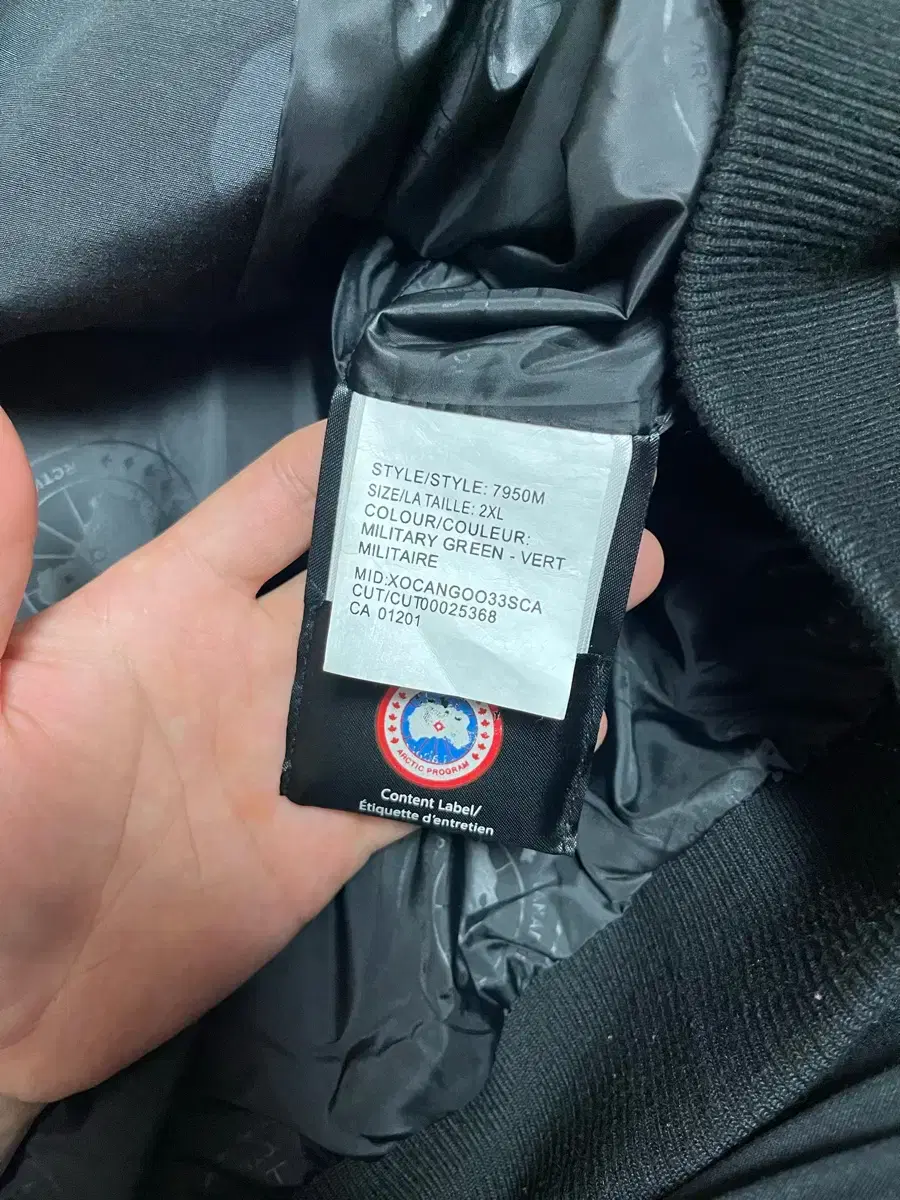 STYLE/STYLE: 7950M
SIZE/LA TAILLE: 2XL
COLOUR/COULEUR:
MILITARY GREEN - VERT
MILITAIRE
MID:XOCANGOO33SCA
CUT/CUT00025368
CA 01201
ARCTIC PROGRAM
Content Label/
Étiquette d'entretien